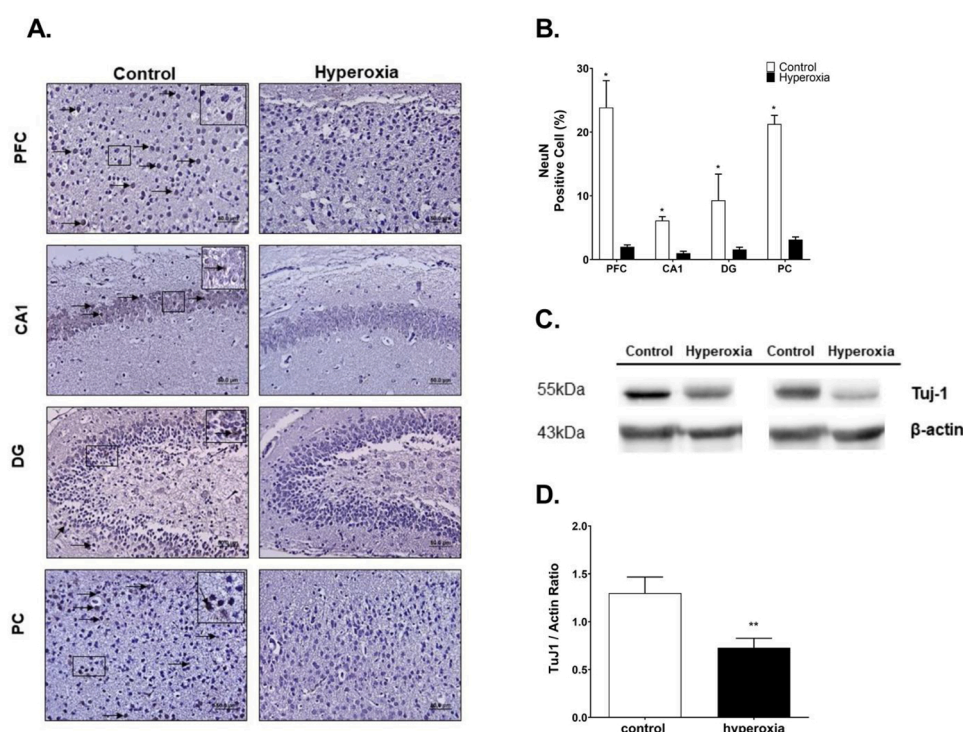 A.
Control Hyperoxia
PFC
CA1
DG
PC
B.
Control
Hyperoxia
NeuN
Positive Cell (%)
30
20
10
0
* * * *
PFC CA1 DG PC
C.
Control Hyperoxia Control Hyperoxia
55kDa Tuj-1
43kDa β-actin
D.
TuJ1 / Actin Ratio
2.0
1.5
1.0
0.5
0.0
**
control hyperoxia